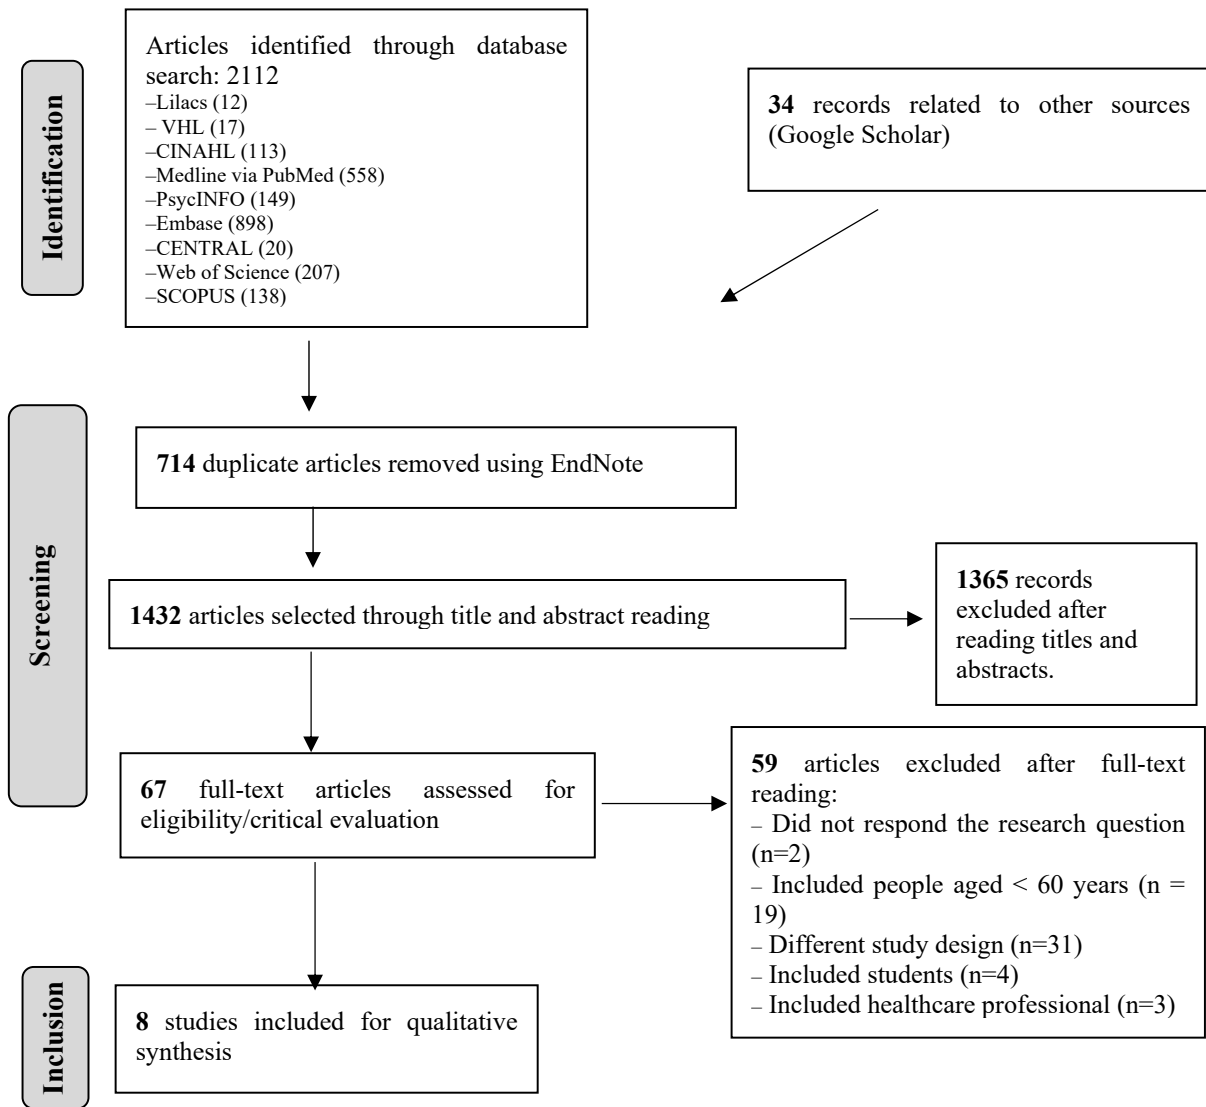 Identification
Articles identified through database
search: 2112
–Lilacs (12)
– VHL (17)
–CINAHL (113)
–Medline via PubMed (558)
–PsycINFO (149)
–Embase (898)
–CENTRAL (20)
–Web of Science (207)
–SCOPUS (138)
34 records related to other sources
(Google Scholar)
Screening
714 duplicate articles removed using EndNote
1432 articles selected through title and abstract reading
1365 records
excluded after
reading titles and
abstracts.
67 full-text articles assessed for
eligibility/critical evaluation
59 articles excluded after full-text
reading:
– Did not respond the research question
(n=2)
– Included people aged < 60 years (n =
19)
– Different study design (n=31)
– Included students (n=4)
– Included healthcare professional (n=3)
Inclusion
8 studies included for qualitative
synthesis